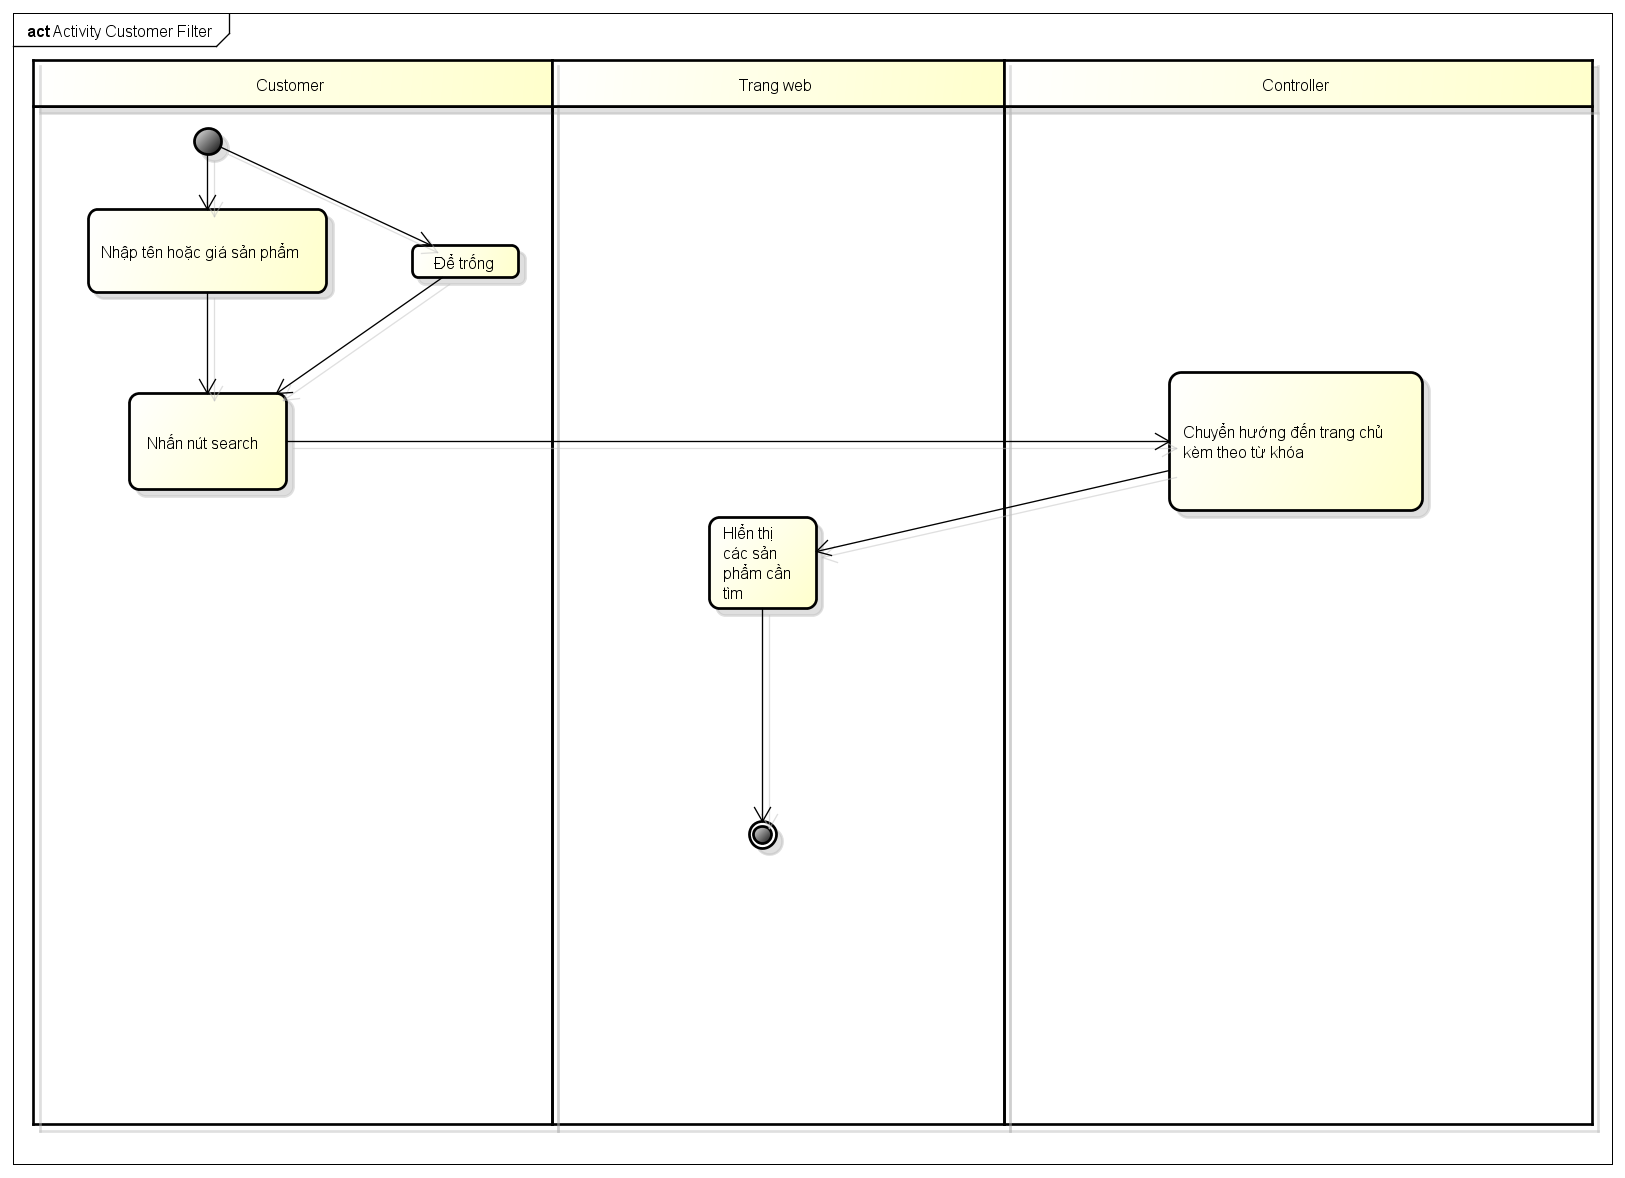 act Activity Customer Filter
Customer
Trang web
Controller
Nhập tên hoặc giá sản phẩm
Để trống
Nhấn nút search
Chuyển hướng đến trang chủ
kèm theo từ khóa
HIển thị
các sản
phẩm cần
tìm